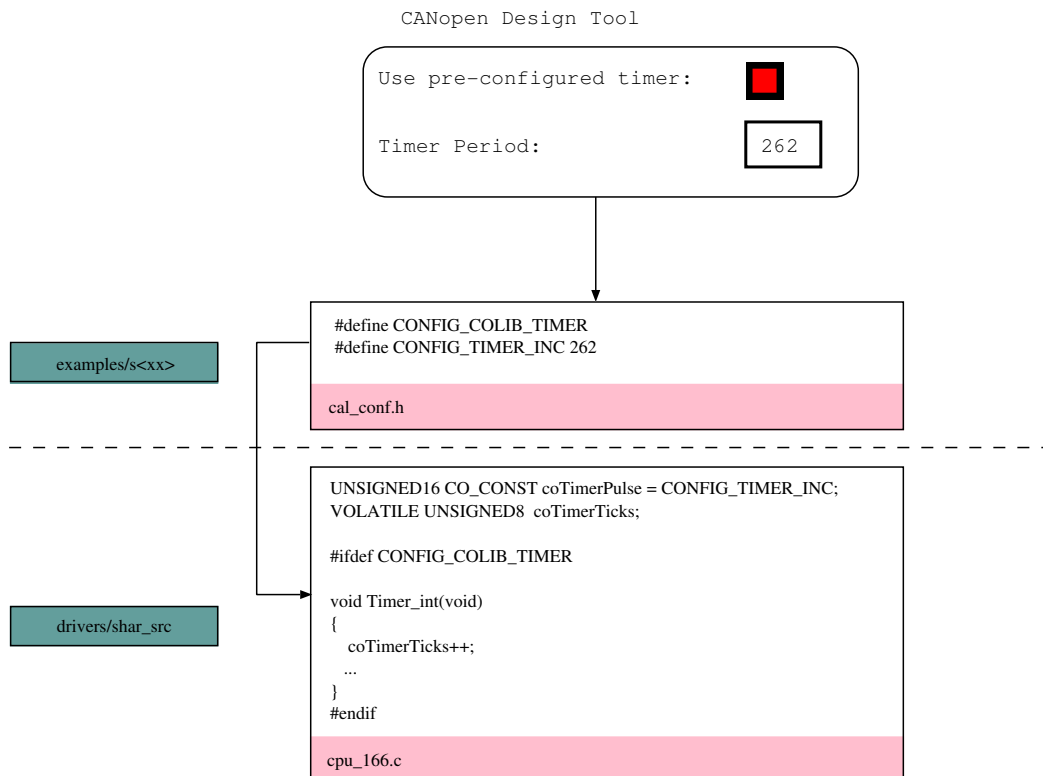 CANopen Design Tool
Use pre-configured timer:
Timer Period:
262
#define CONFIG_COLIB_TIMER
#define CONFIG_TIMER_INC 262
examples/s<xx>
cal_conf.h
UNSIGNED16 CO_CONST coTimerPulse = CONFIG_TIMER_INC;
VOLATILE UNSIGNED8  coTimerTicks;
#ifdef CONFIG_COLIB_TIMER
void Timer_int(void)
{
coTimerTicks++;
...
}
#endif
drivers/shar_src
cpu_166.c